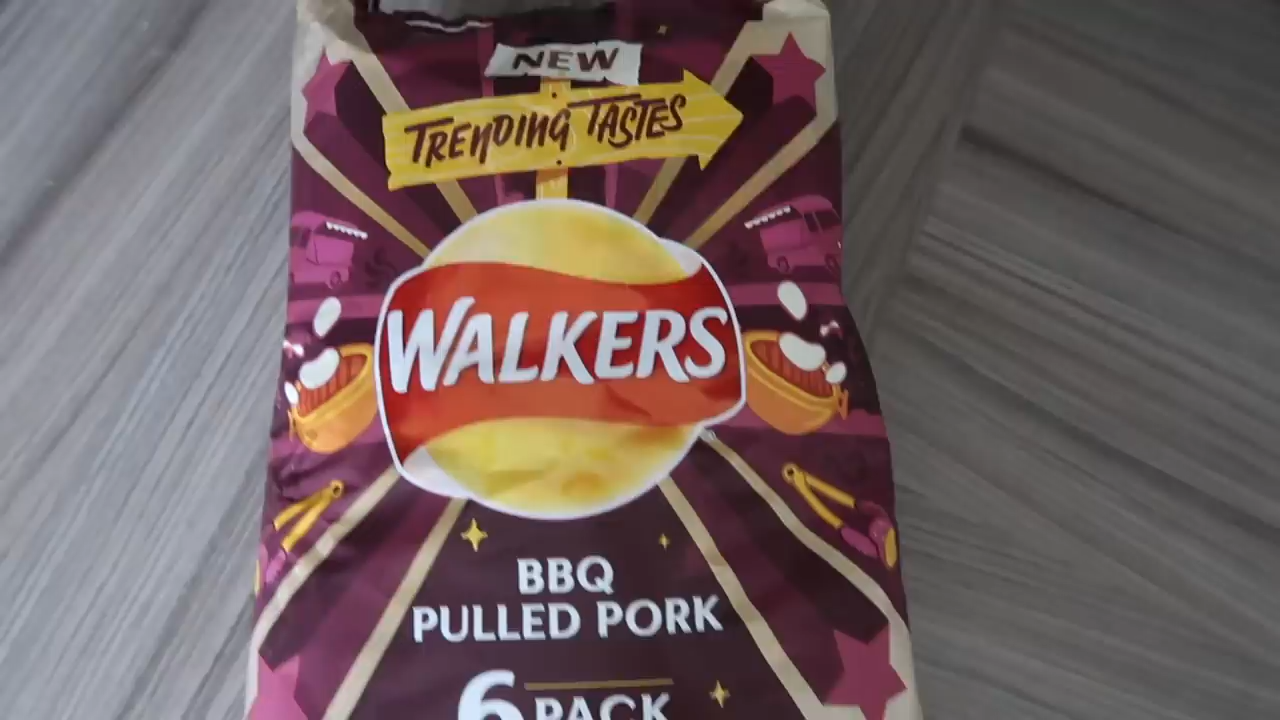 NEW
TRENDING TASTES
WALKERS
BBQ
PULLED PORK
6 PACK